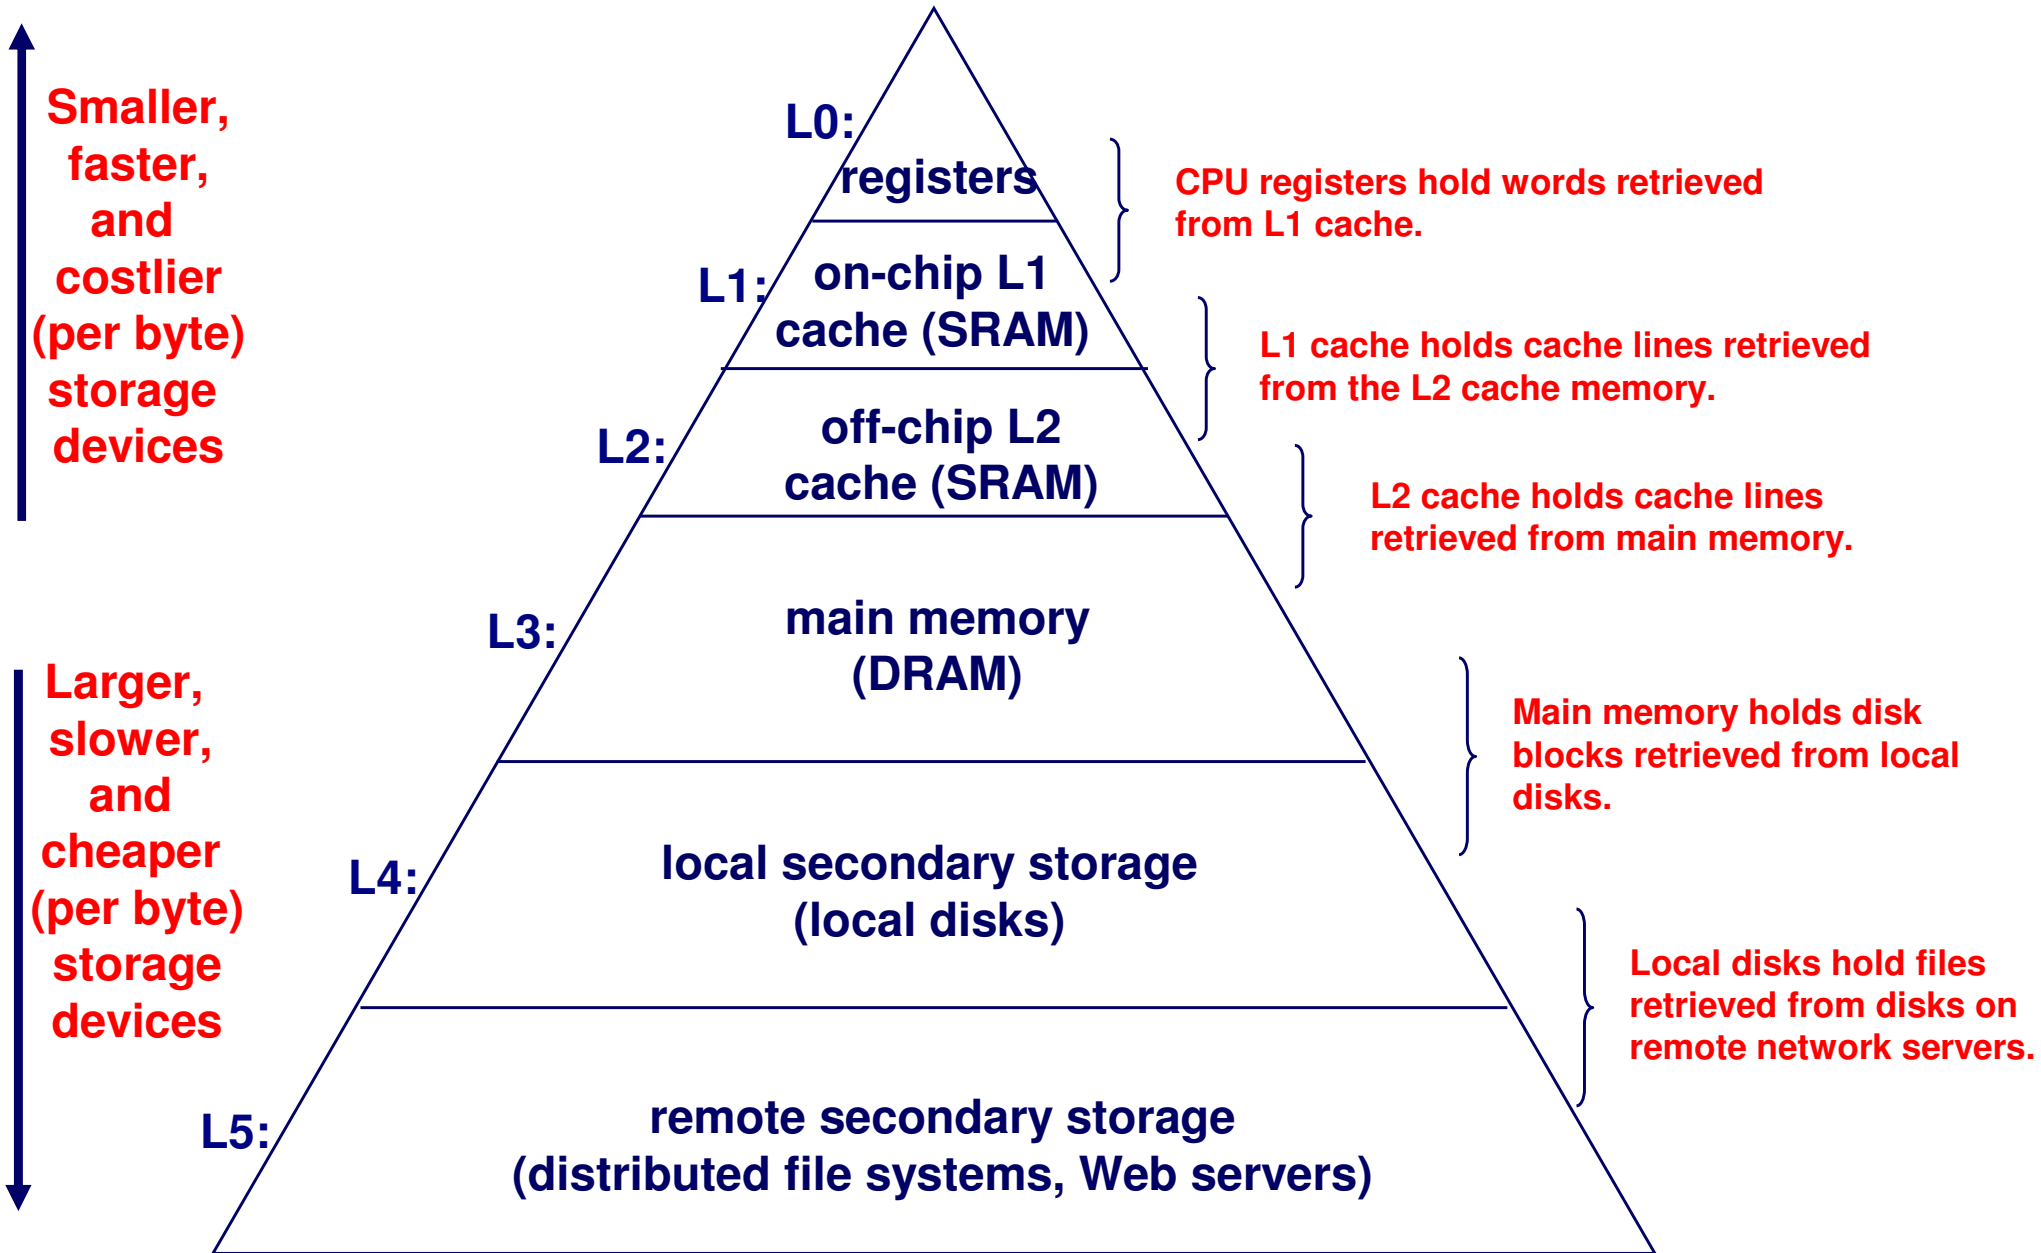 Smaller,
faster,
and
costlier
(per byte)
storage
devices
Larger,
slower,
and
cheaper
(per byte)
storage
devices
L0:
registers
CPU registers hold words retrieved
from L1 cache.
L1:
on-chip L1
cache (SRAM)
L1 cache holds cache lines retrieved
from the L2 cache memory.
L2:
off-chip L2
cache (SRAM)
L2 cache holds cache lines
retrieved from main memory.
L3:
main memory
(DRAM)
Main memory holds disk
blocks retrieved from local
disks.
L4:
local secondary storage
(local disks)
Local disks hold files
retrieved from disks on
remote network servers.
L5:
remote secondary storage
(distributed file systems, Web servers)